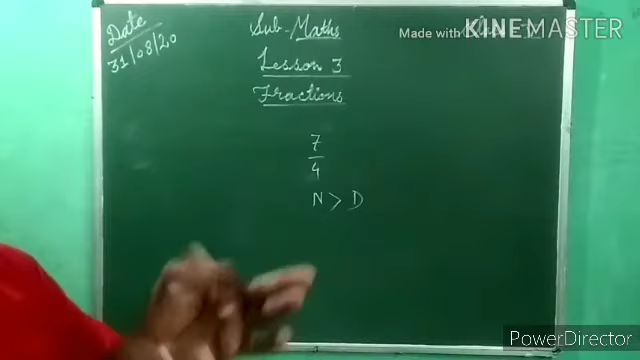 Date
31/08/20
Sub-Maths
Lesson 3
Fractions
7
4
N > D
Made with KINEMASTER
PowerDirector